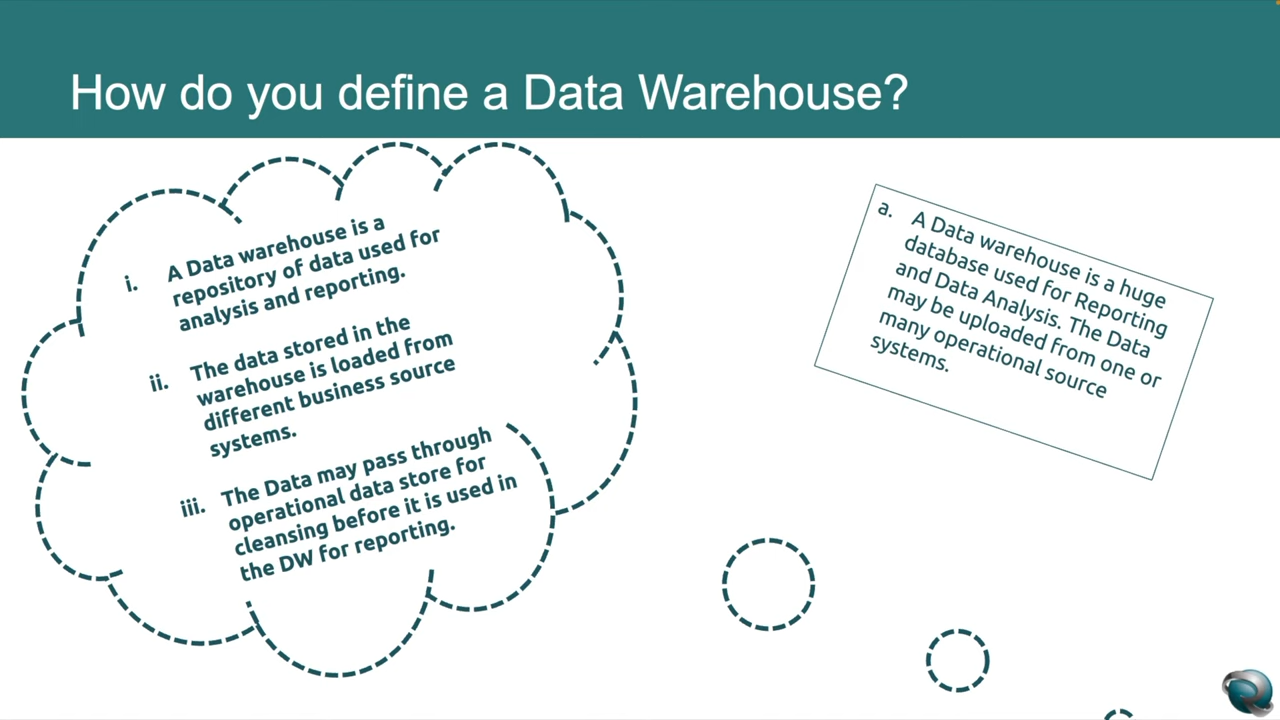 How do you define a Data Warehouse?
i. A Data warehouse is a
repository of data used for
analysis and reporting.
ii. The data stored in the
warehouse is loaded from
different business source
systems.
iii. The Data may pass through
operational data store for
cleansing before it is used in
the DW for reporting.
a. A Data warehouse is a huge
database used for Reporting
and Data Analysis. The Data
may be uploaded from one or
many operational source
systems.